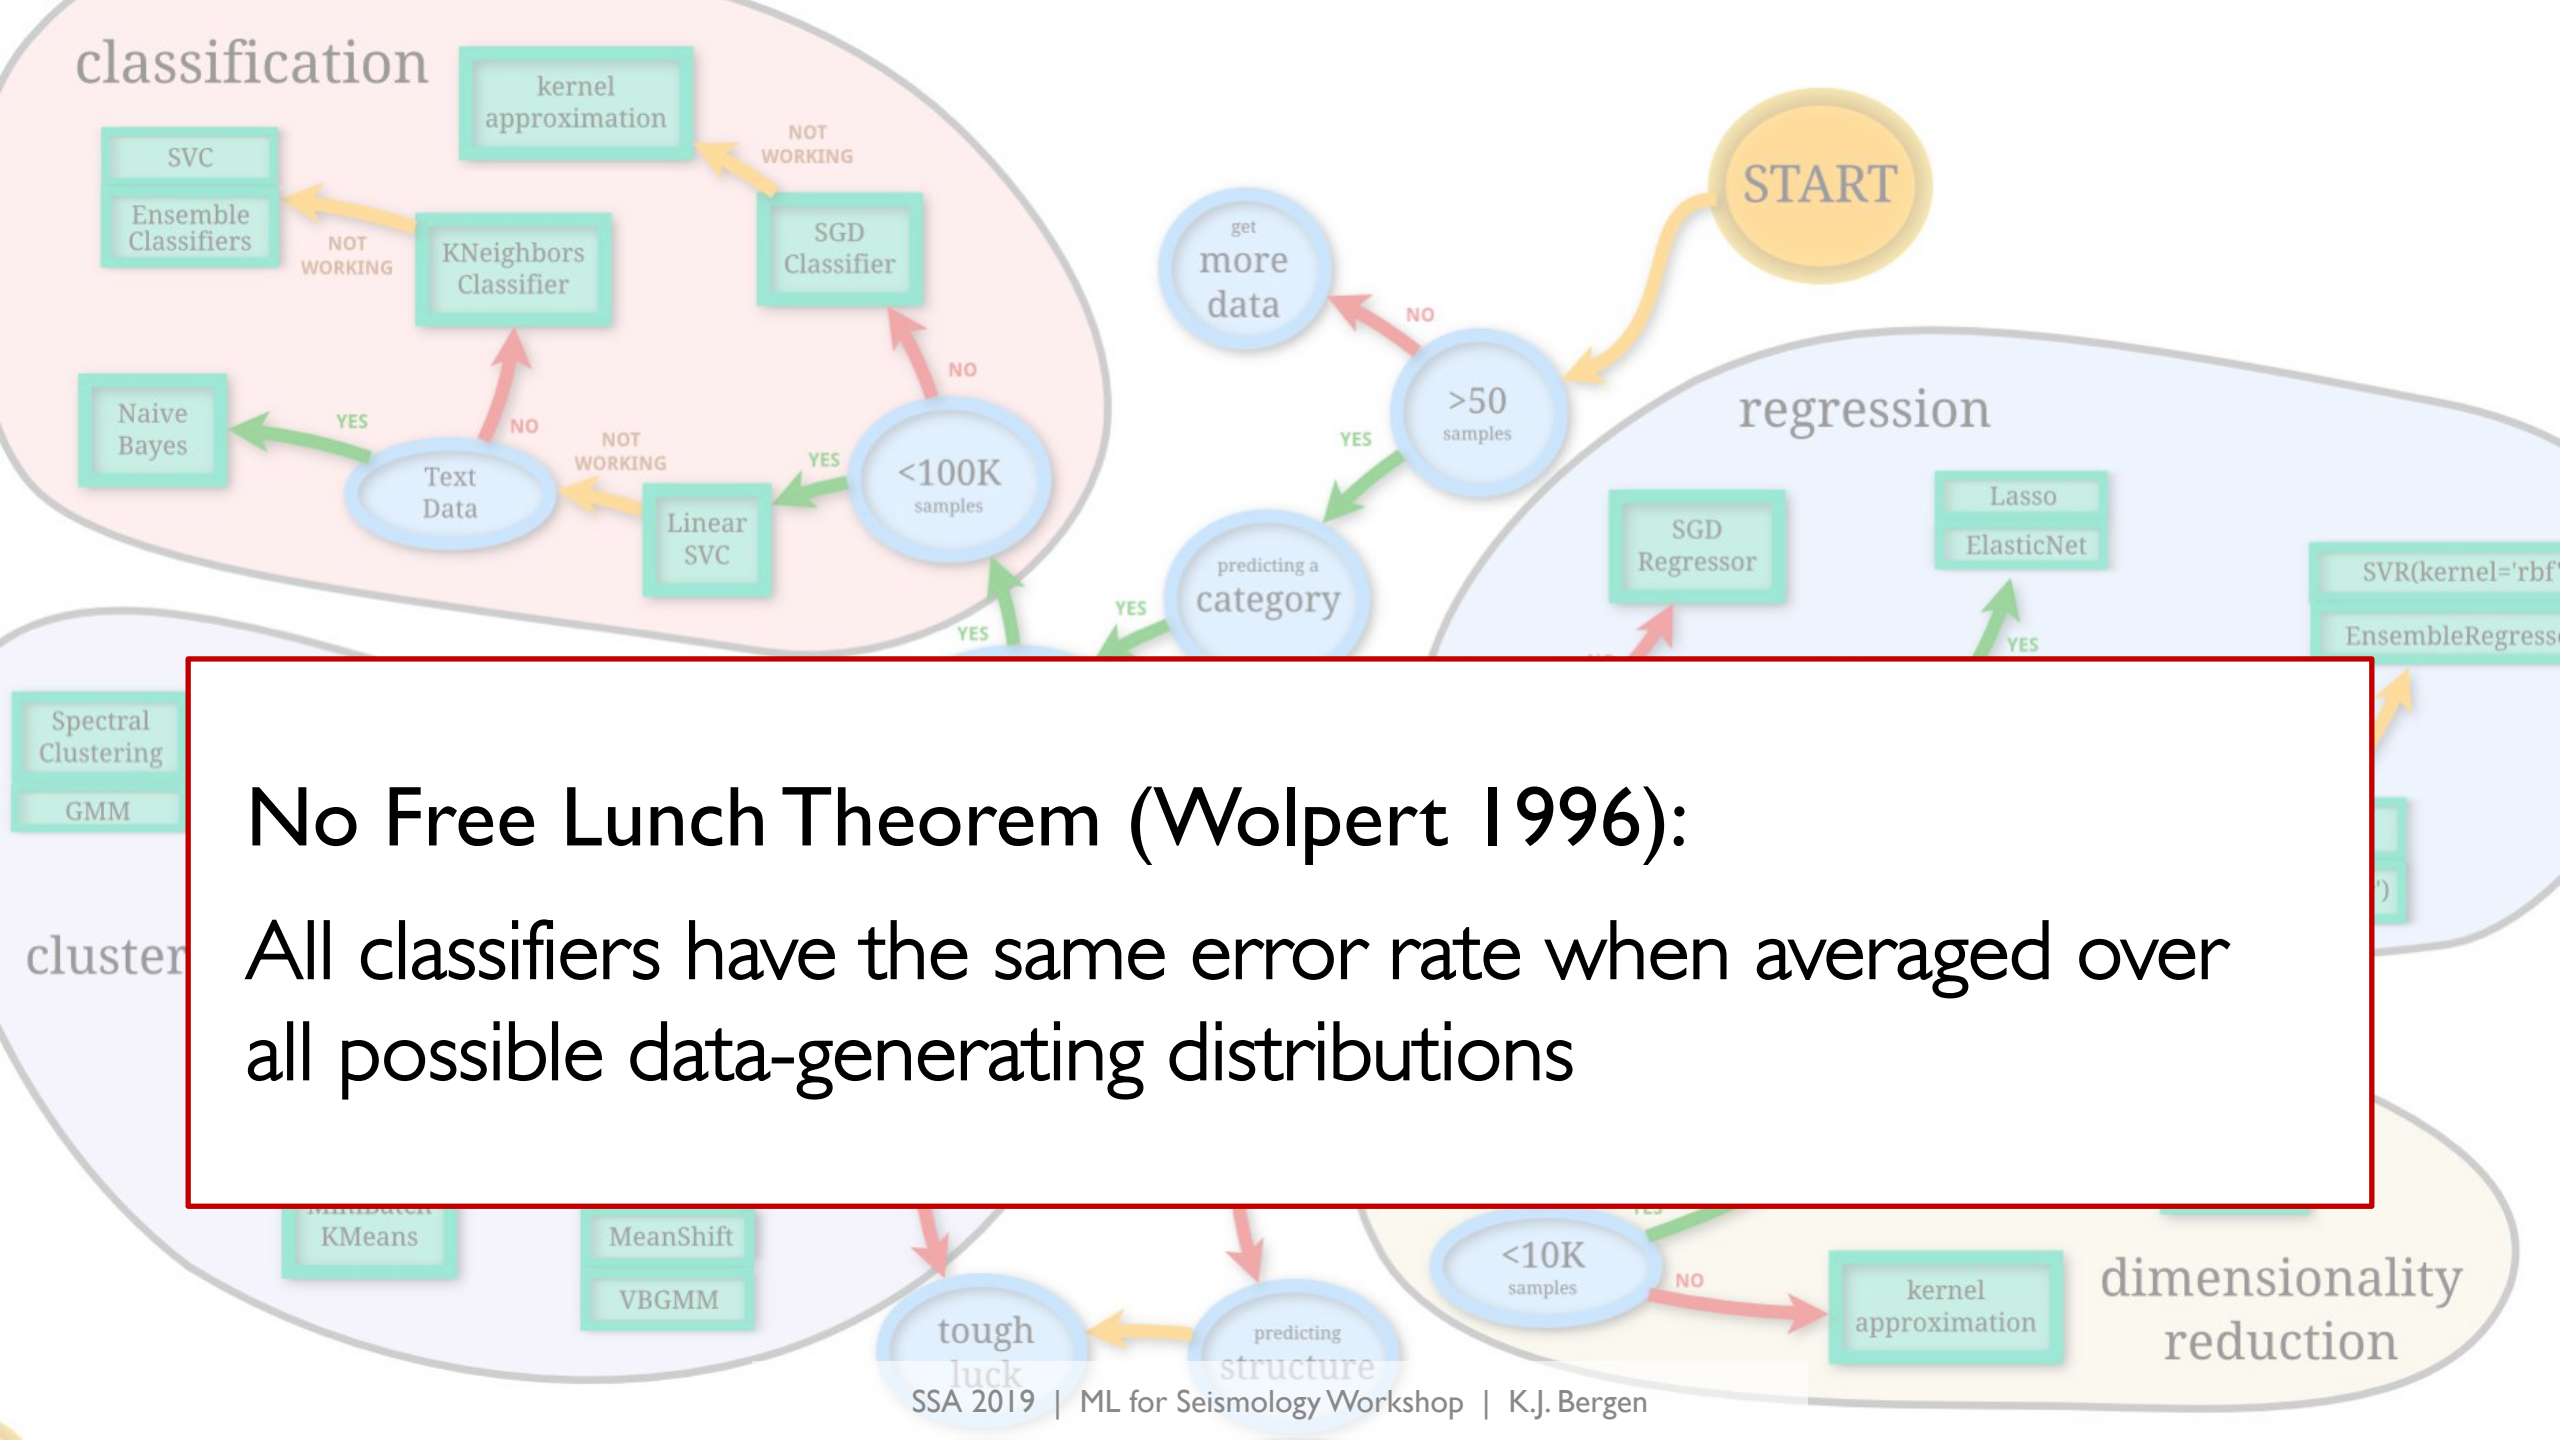 classification
kernel
approximation
NOT
WORKING
SVC
Ensemble
Classifiers
NOT
WORKING
KNeighbors
Classifier
SGD
Classifier
START
get
more
data
NO
>50
samples
YES
NO
Naive
Bayes
YES
NO
Text
Data
NOT
WORKING
YES
Linear
SVC
<100K
samples
regression
SGD
Regressor
Lasso
ElasticNet
predicting a
category
YES
YES
YES
SVR(kernel='rbf'
EnsembleRegress
Spectral
Clustering
GMM
cluster
')
No Free Lunch Theorem (Wolpert 1996):
All classifiers have the same error rate when averaged over
all possible data-generating distributions
KMeans
MeanShift
VBGMM
tough
luck
predicting
structure
<10K
samples
NO
kernel
approximation
dimensionality
reduction
SSA 2019 | ML for Seismology Workshop | K.J. Bergen